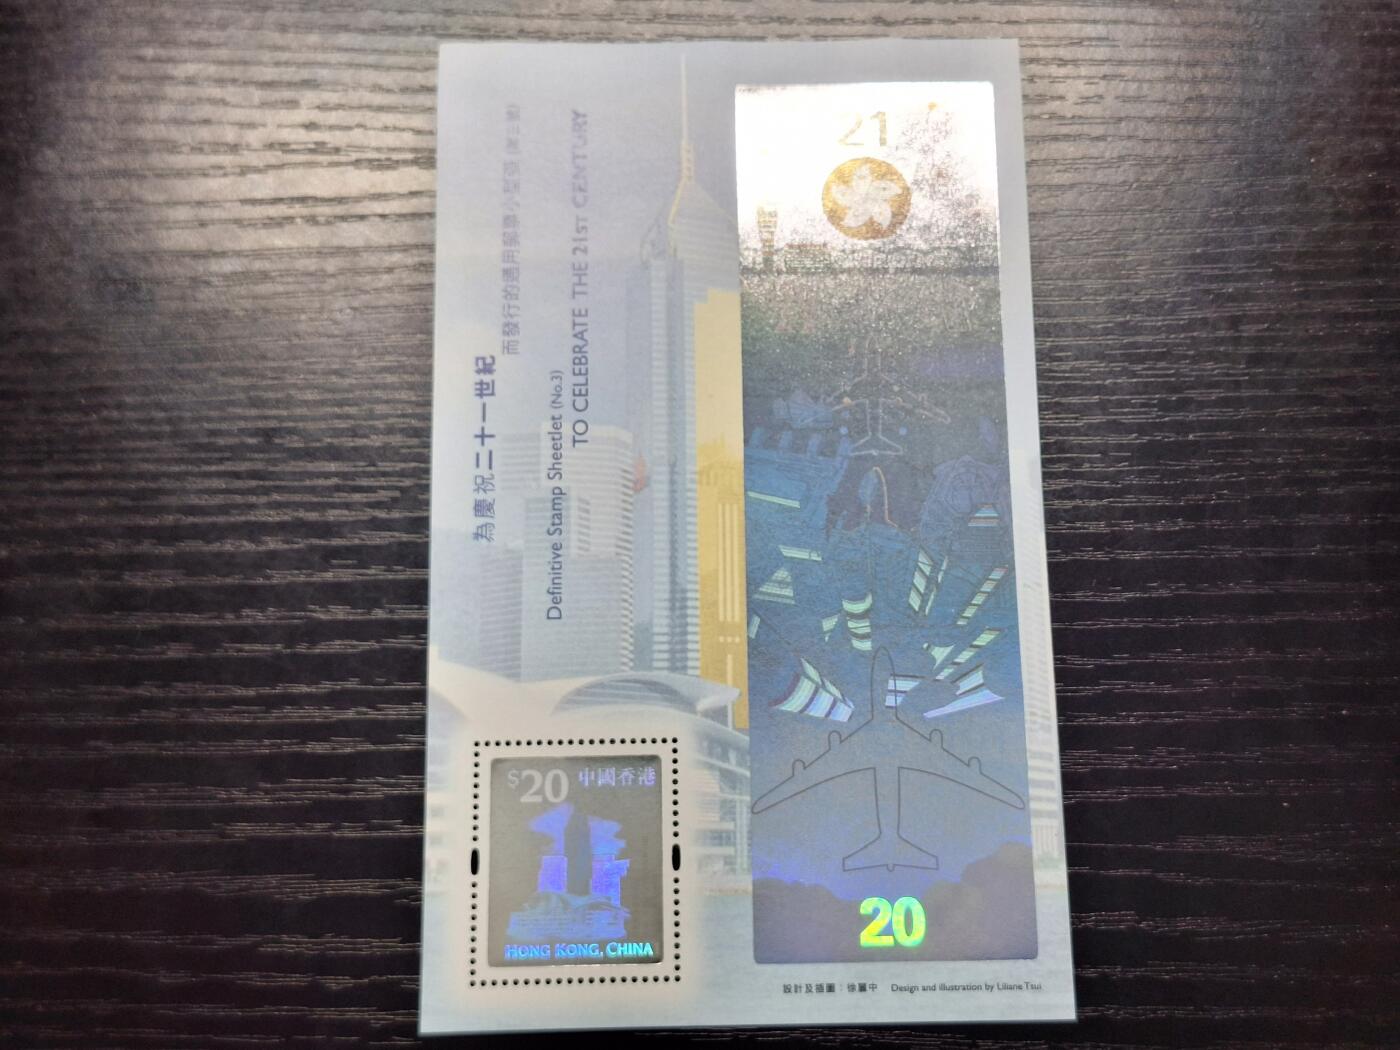 為慶祝二十一世紀
而發行的通用郵票小型張 (第三號)
Definitive Stamp Sheetlet (No.3)
TO CELEBRATE THE 21ST CENTURY
21
$20 中國香港
HONG KONG, CHINA
20
設計及插圖：徐麗中 Design and illustration by Liliane Tsui